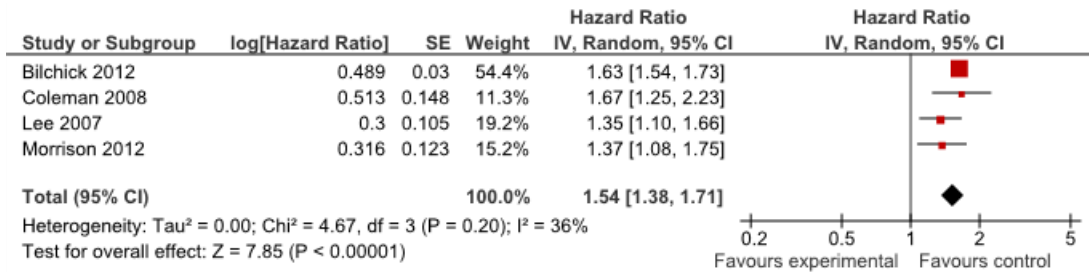 Hazard Ratio Hazard Ratio
Study or Subgroup log[Hazard Ratio] SE Weight IV, Random, 95% CI IV, Random, 95% CI
Bilchick 2012 0.489 0.03 54.4% 1.63 [1.54, 1.73]
Coleman 2008 0.513 0.148 11.3% 1.67 [1.25, 2.23]
Lee 2007 0.3 0.105 19.2% 1.35 [1.10, 1.66]
Morrison 2012 0.316 0.123 15.2% 1.37 [1.08, 1.75]
Total (95% CI) 100.0% 1.54 [1.38, 1.71]
Heterogeneity: Tau² = 0.00; Chi² = 4.67, df = 3 (P = 0.20); I² = 36%
Test for overall effect: Z = 7.85 (P < 0.00001)
0.2 0.5 1 2 5
Favours experimental Favours control